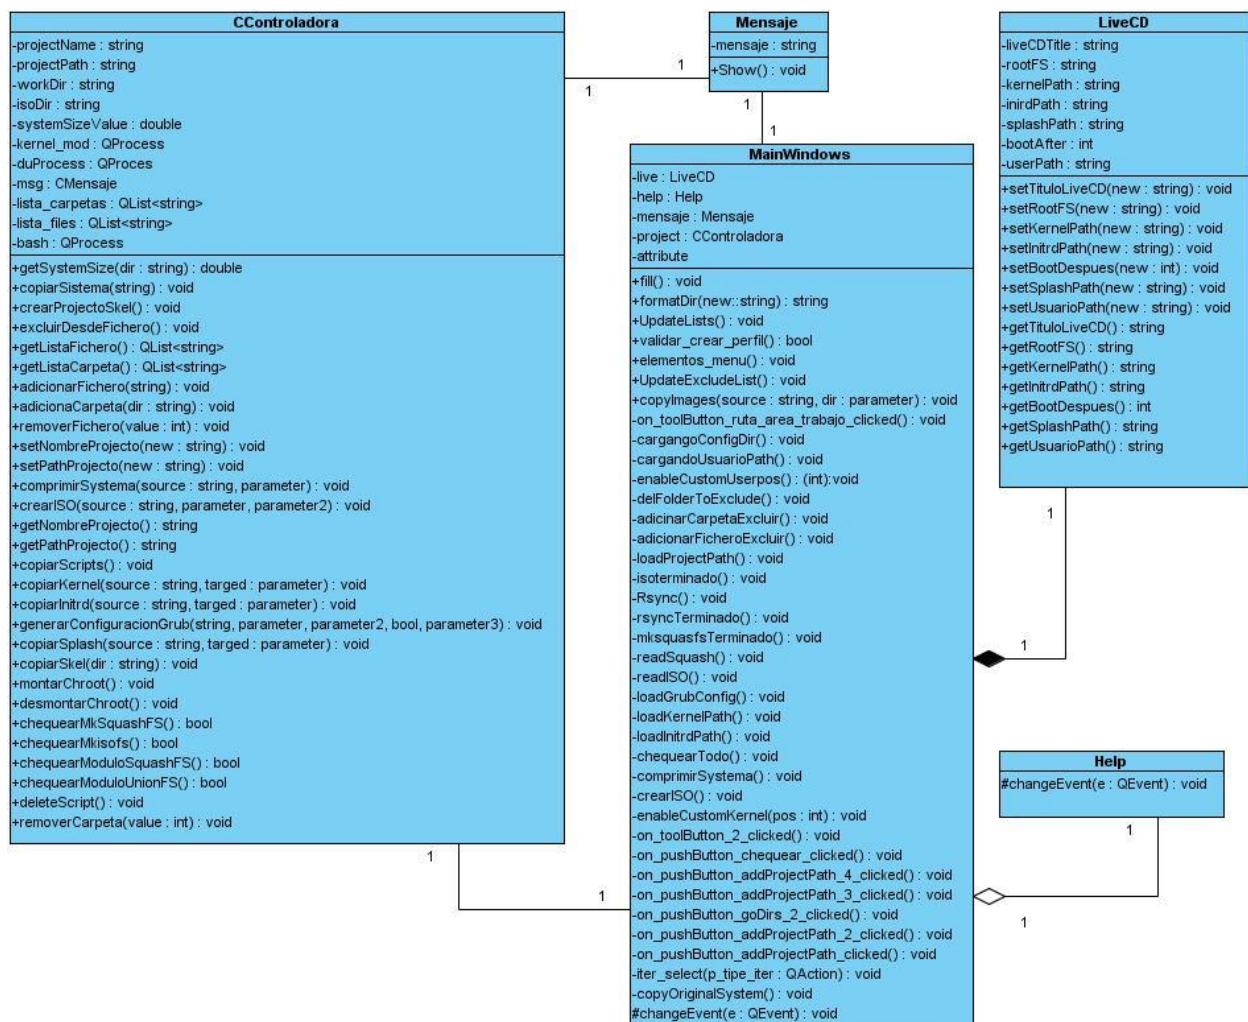 CControladora
-projectName : string
-projectPath : string
-workDir : string
-isoDir : string
-systemSizeValue : double
-kernel_mod : QProcess
-duProcess : QProces
-msg : CMensaje
-lista_carpetas : QList<string>
-lista_files : QList<string>
-bash : QProcess
+getSystemSize(dir : string) : double
+copiarSistema(string) : void
+crearProjectoSkel() : void
+excluirDesdeFichero() : void
+getListaFichero() : QList<string>
+getListaCarpeta() : QList<string>
+adicionarFichero(string) : void
+adicionaCarpeta(dir : string) : void
+removerFichero(value : int) : void
+setNombreProjecto(new : string) : void
+setPathProjecto(new : string) : void
+comprimirSystema(source : string, parameter) : void
+crearISO(source : string, parameter, parameter2) : void
+getNombreProjecto() : string
+getPathProjecto() : string
+copiarScripts() : void
+copiarKernel(source : string, targed : parameter) : void
+copiarInitrd(source : string, targed : parameter) : void
+generarConfiguracionGrub(string, parameter, parameter2, bool, parameter3) : void
+copiarSplash(source : string, targed : parameter) : void
+copiarSkel(dir : string) : void
+montarChroot() : void
+desmontarChroot() : void
+chequearMkSquashFS() : bool
+chequearMkisofs() : bool
+chequearModuloSquashFS() : bool
+chequearModuloUnionFS() : bool
+deleteScript() : void
+removerCarpeta(value : int) : void
1
1
Mensaje
-mensaje : string
+Show() : void
1
1
MainWindows
-live : LiveCD
-help : Help
-mensaje : Mensaje
-project : CControladora
-attribute
+fill() : void
+formatDir(new::string) : string
+UpdateLists() : void
+validar_crear_perfil() : bool
+elementos_menu() : void
+UpdateExcludeList() : void
+copyImages(source : string, dir : parameter) : void
-on_toolButton_ruta_area_trabajo_clicked() : void
-cargangoConfigDir() : void
-cargandoUsuarioPath() : void
-enableCustomUserpos() : (int):void
-delFolderToExclude() : void
-adicinarCarpetaExcluir() : void
-adicionarFicheroExcluir() : void
-loadProjectPath() : void
-isoterminado() : void
-Rsync() : void
-rsyncTerminado() : void
-mksquasfsTerminado() : void
-readSquash() : void
-readISO() : void
-loadGrubConfig() : void
-loadKernelPath() : void
-loadInitrdPath() : void
-chequearTodo() : void
-comprimirSystema() : void
-crearISO() : void
-enableCustomKernel(pos : int) : void
-on_toolButton_2_clicked() : void
-on_pushButton_chequear_clicked() : void
-on_pushButton_addProjectPath_4_clicked() : void
-on_pushButton_addProjectPath_3_clicked() : void
-on_pushButton_goDirs_2_clicked() : void
-on_pushButton_addProjectPath_2_clicked() : void
-on_pushButton_addProjectPath_clicked() : void
-iter_select(p_tipe_iter : QAction) : void
-copyOriginalSystem() : void
#changeEvent(e : QEvent) : void
1
1
LiveCD
-liveCDTitle : string
-rootFS : string
-kernelPath : string
-inirdPath : string
-splashPath : string
-bootAfter : int
-userPath : string
+setTituloLiveCD(new : string) : void
+setRootFS(new : string) : void
+setKernelPath(new : string) : void
+setInitrdPath(new : string) : void
+setBootDespues(new : int) : void
+setSplashPath(new : string) : void
+setUsuarioPath(new : string) : void
+getTituloLiveCD() : string
+getRootFS() : string
+getKernelPath() : string
+getInitrdPath() : string
+getBootDespues() : int
+getSplashPath() : string
+getUsuarioPath() : string
1
1
Help
#changeEvent(e : QEvent) : void
1
1